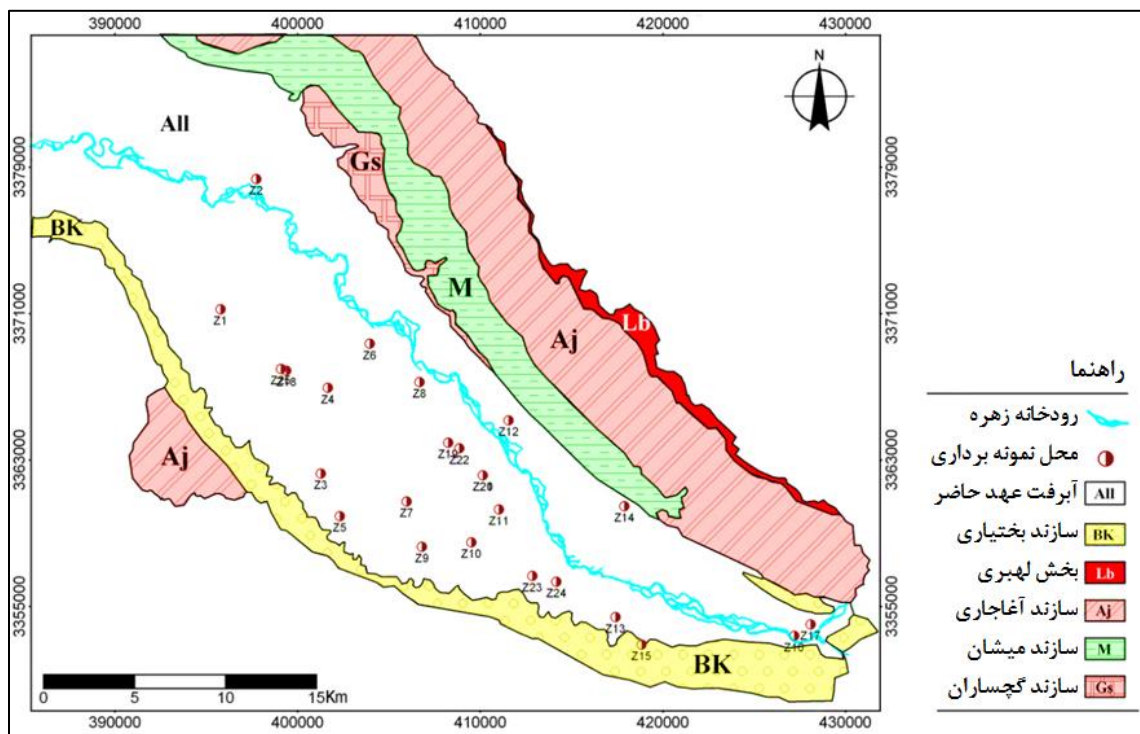 390000 400000 410000 420000 430000
N
3379000 3379000
3371000 3371000
3363000 3363000
3355000 3355000
All
Gs
BK
M
Lb
Aj
Aj
BK
Z2
Z1
Z6
Z4
Z8
Z12
Z19
Z22
Z3
Z5
Z7
Z11
Z14
Z9
Z10
Z23
Z24
Z13
Z15
Z17
0 5 10 15Km
390000 400000 410000 420000 430000
راهنما
رودخانه زهره
محل نمونه برداری
All آبرفت عهد حاضر
BK سازند بختیاری
Lb بخش لهبری
Aj سازند آغاجاری
M سازند میشان
Gs سازند گچساران